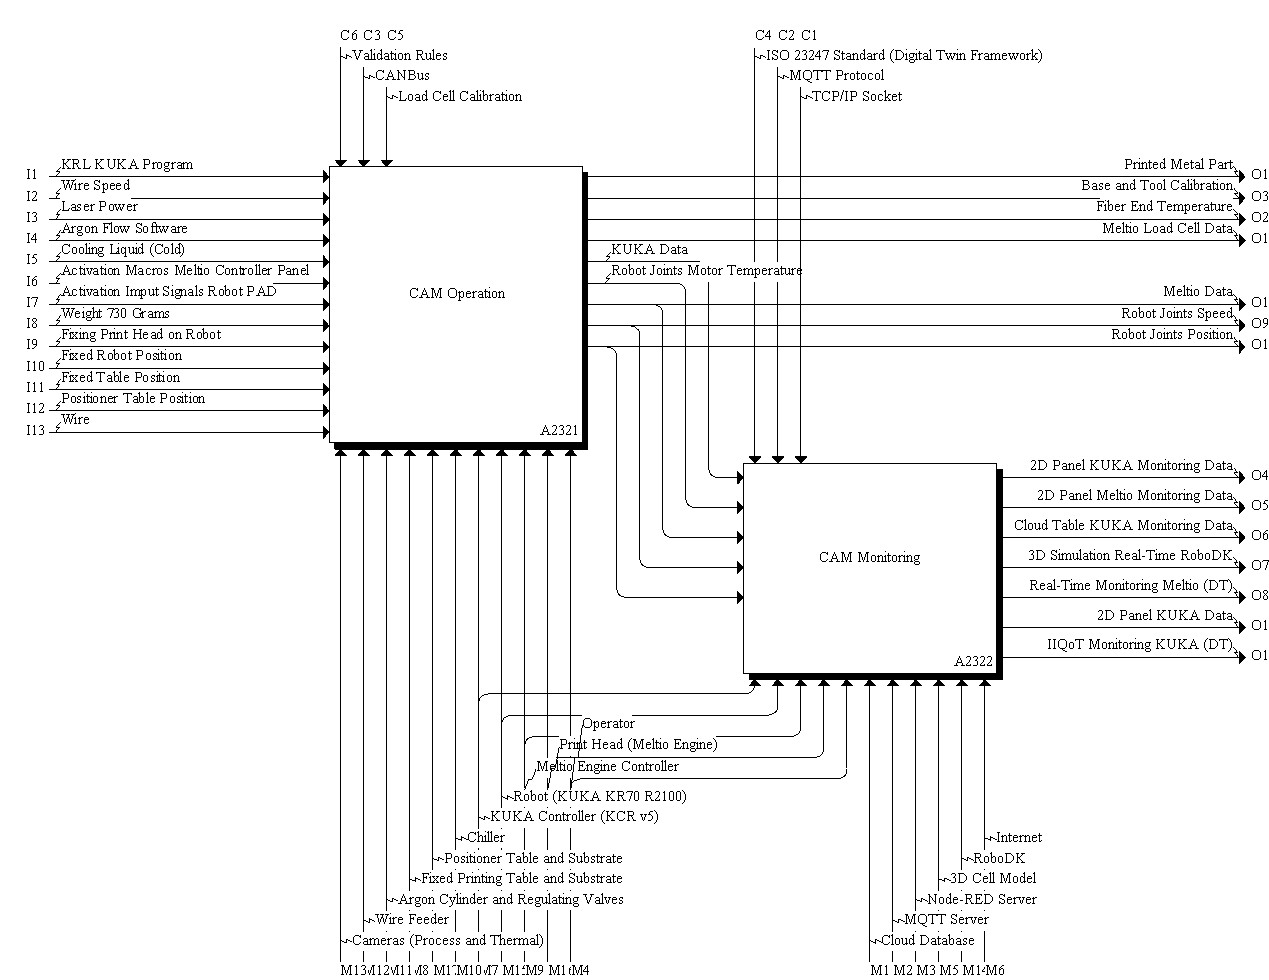 C6 C3 C5
C4 C2 C1
Validation Rules
ISO 23247 Standard (Digital Twin Framework)
CANBus
MQTT Protocol
Load Cell Calibration
TCP/IP Socket
I1 KRL KUKA Program
I2 Wire Speed
I3 Laser Power
I4 Argon Flow Software
I5 Cooling Liquid (Cold)
I6 Activation Macros Meltio Controller Panel
I7 Activation Imput Signals Robot PAD
I8 Weight 730 Grams
I9 Fixing Print Head on Robot
I10 Fixed Robot Position
I11 Fixed Table Position
I12 Positioner Table Position
I13 Wire
CAM Operation
A2321
Printed Metal Part O1
Base and Tool Calibration O3
Fiber End Temperature O2
Meltio Load Cell Data O1
KUKA Data
Robot Joints Motor Temperature
Meltio Data O1
Robot Joints Speed O9
Robot Joints Position O1
CAM Monitoring
A2322
2D Panel KUKA Monitoring Data O4
2D Panel Meltio Monitoring Data O5
Cloud Table KUKA Monitoring Data O6
3D Simulation Real-Time RoboDK O7
Real-Time Monitoring Meltio (DT) O8
2D Panel KUKA Data O1
IIQoT Monitoring KUKA (DT) O1
Operator
Print Head (Meltio Engine)
Meltio Engine Controller
Robot (KUKA KR70 R2100)
KUKA Controller (KCR v5)
Chiller
Positioner Table and Substrate
Fixed Printing Table and Substrate
Argon Cylinder and Regulating Valves
Wire Feeder
Cameras (Process and Thermal)
Internet
RoboDK
3D Cell Model
Node-RED Server
MQTT Server
Cloud Database
M13 M9 M4
M1 M2 M3 M5 M14 M6